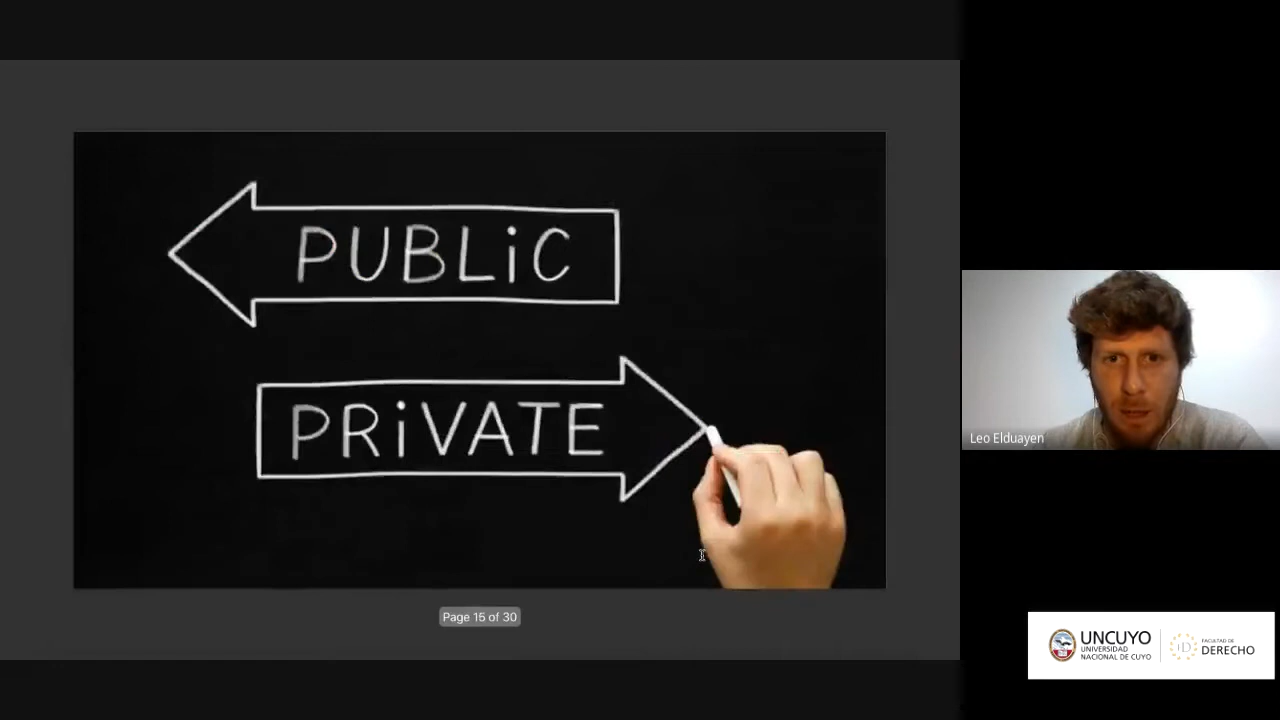 PUBLiC
PRiVATE
Page 15 of 30
Leo Elduayen
UNCUYO
UNIVERSIDAD
NACIONAL DE CUYO
FACULTAD DE
DERECHO